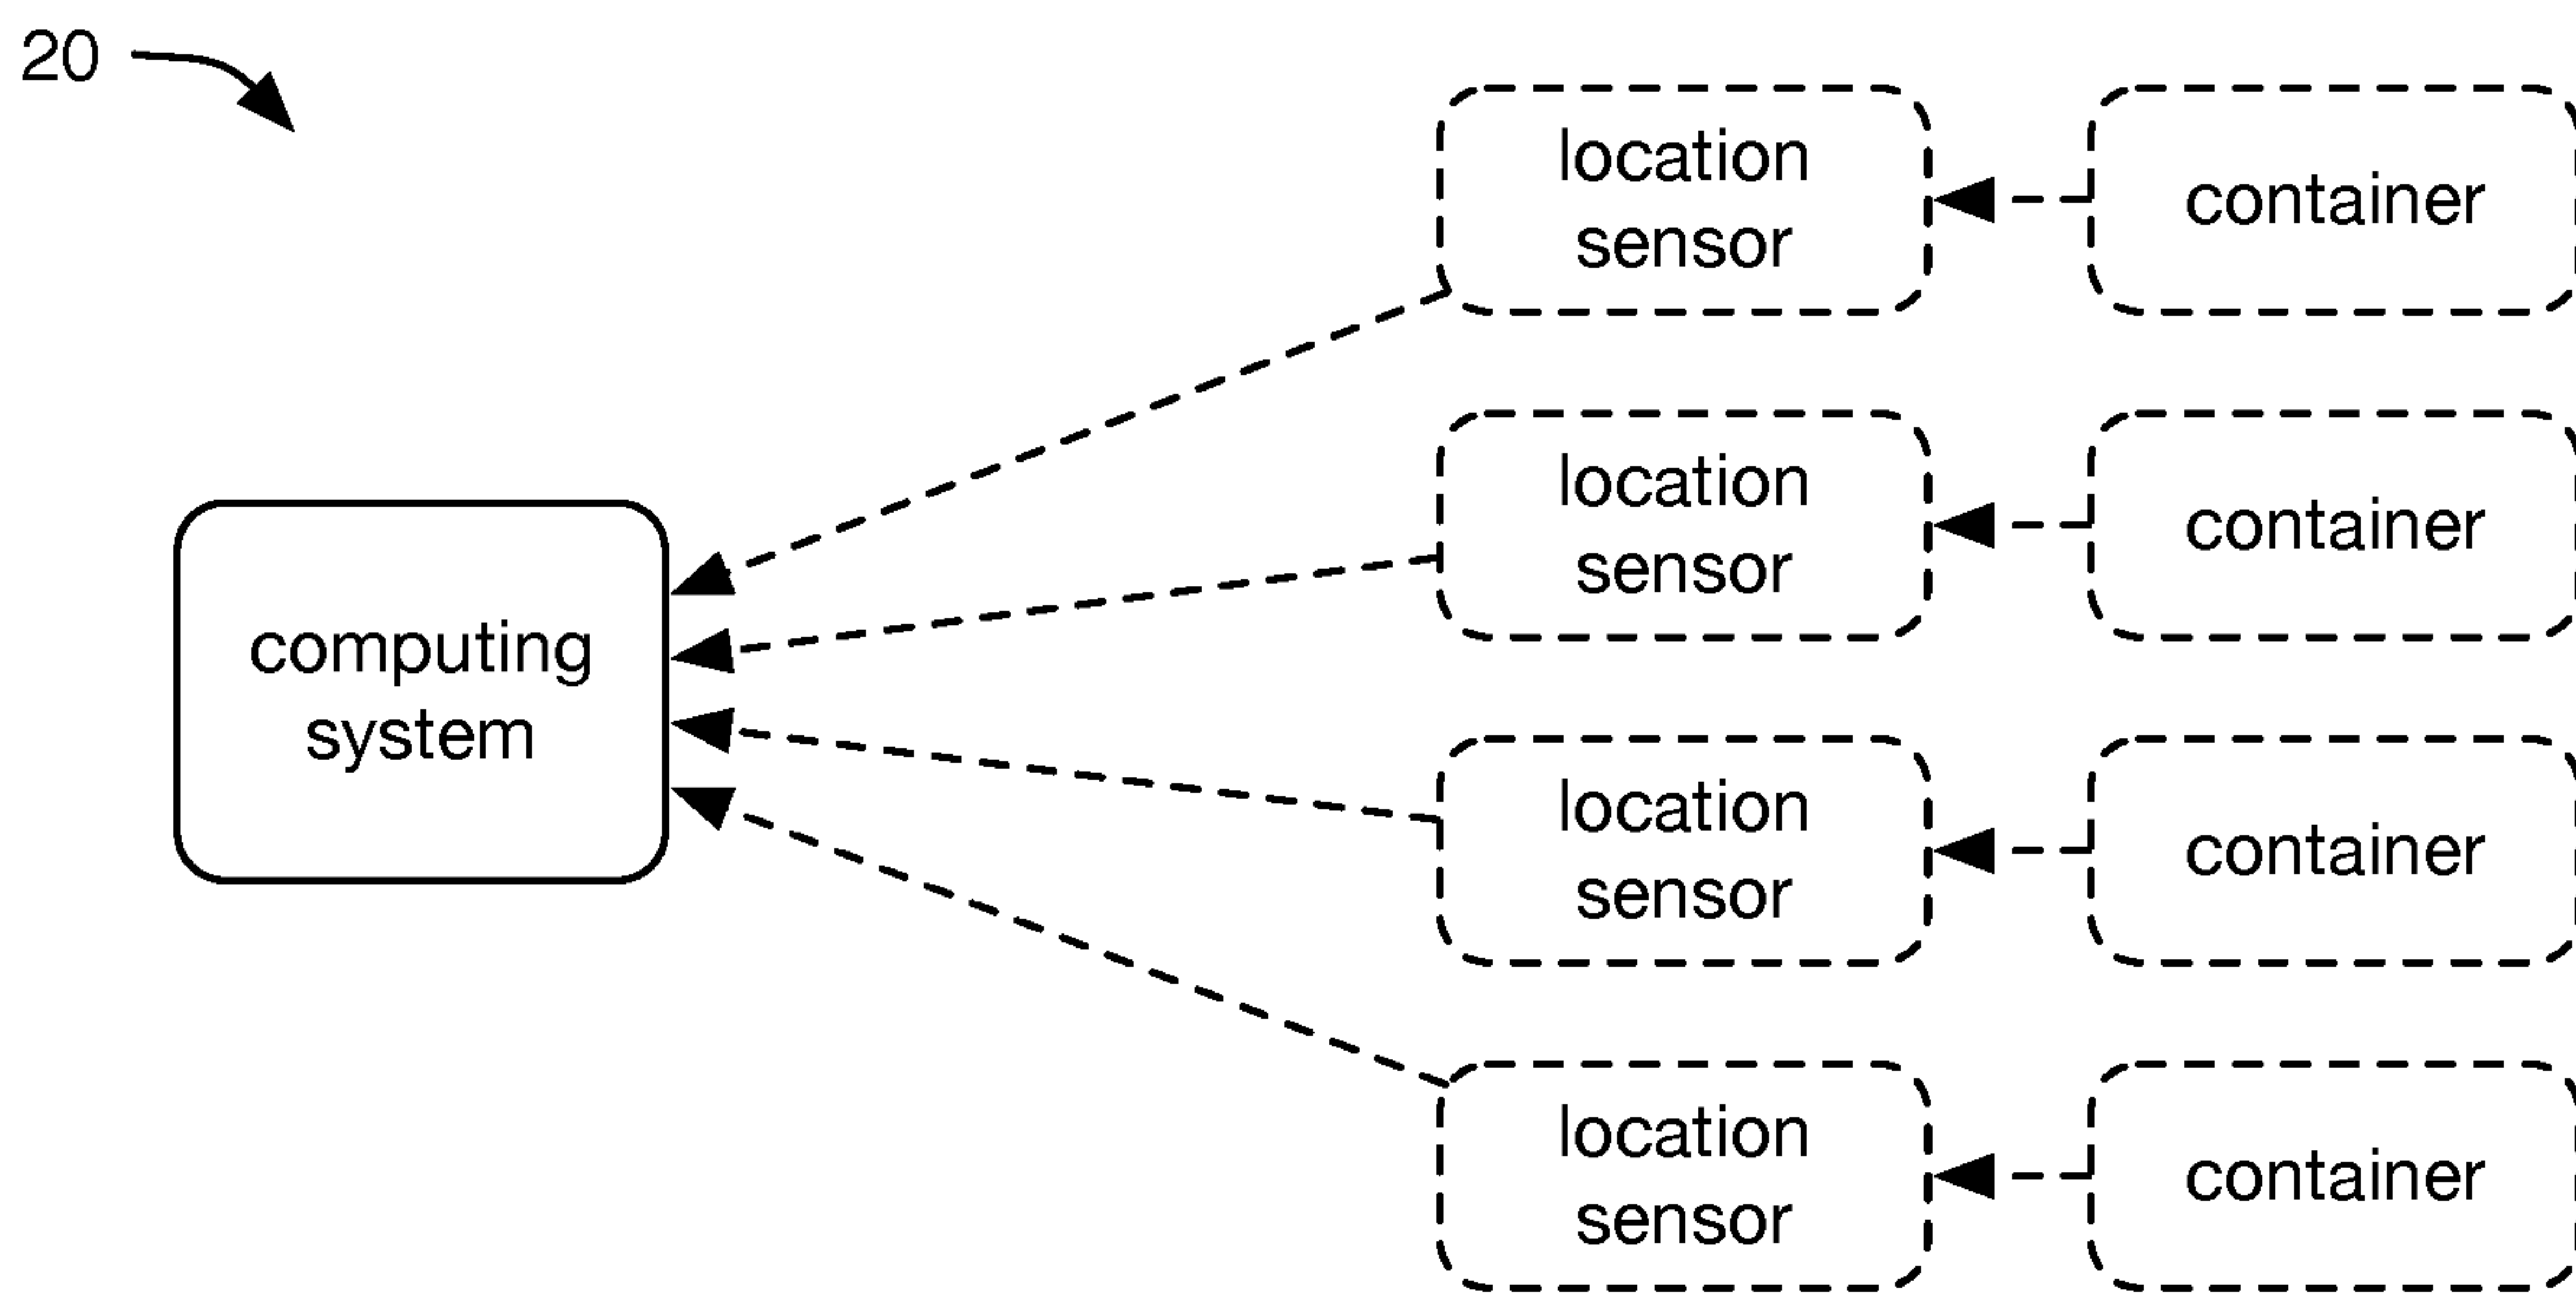 20
location
sensor
container
location
sensor
container
computing
system
location
sensor
container
location
sensor
container